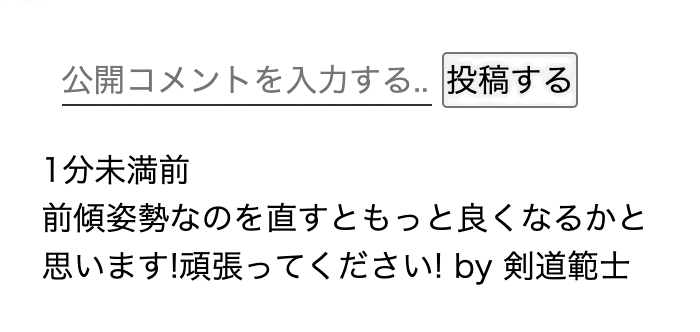 公開コメントを入力する.. 投稿する
1分未満前
前傾姿勢なのを直すともっと良くなるかと
思います!頑張ってください! by 剣道範士